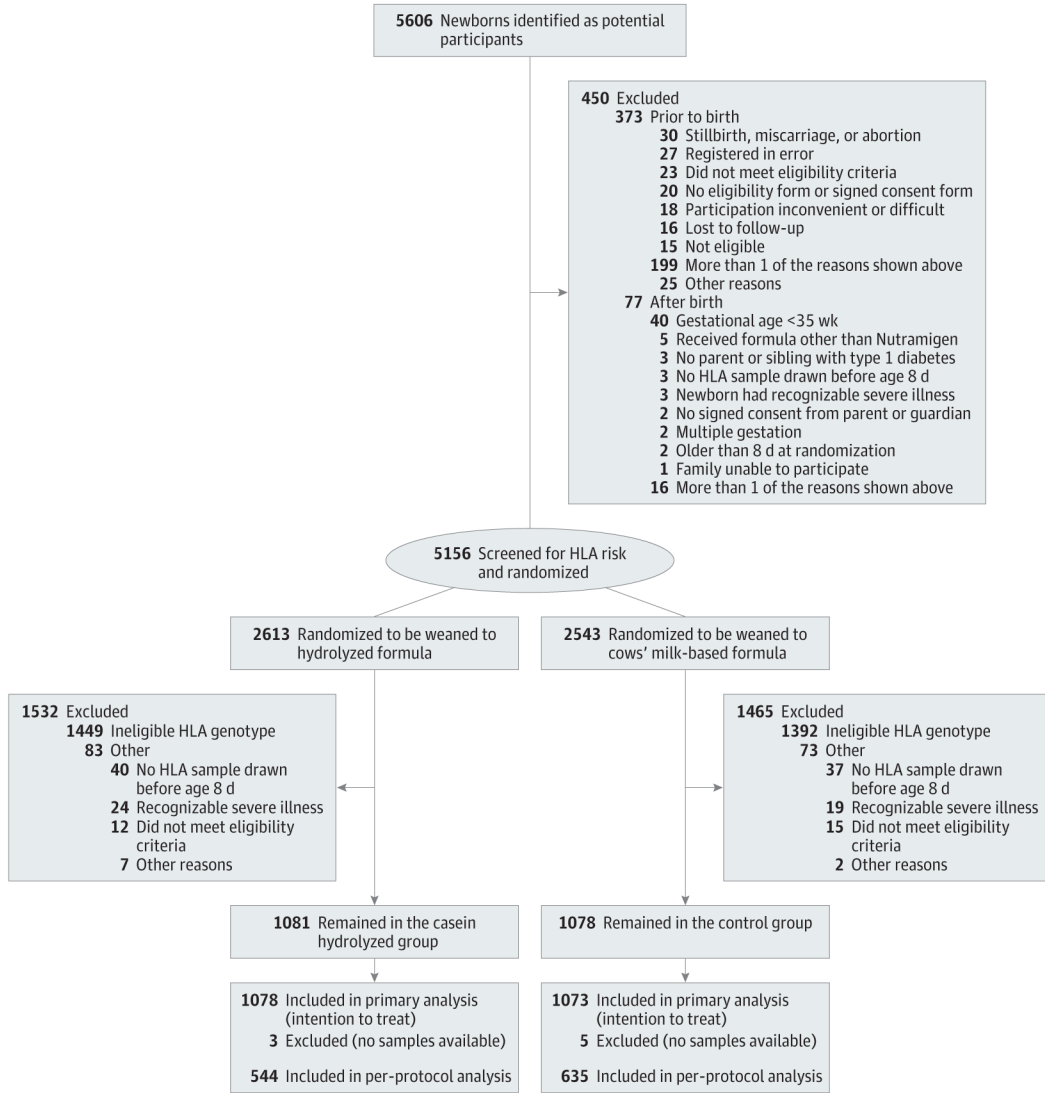 5606 Newborns identified as potential
participants
450 Excluded
373 Prior to birth
30 Stillbirth, miscarriage, or abortion
27 Registered in error
23 Did not meet eligibility criteria
20 No eligibility form or signed consent form
18 Participation inconvenient or difficult
16 Lost to follow-up
15 Not eligible
199 More than 1 of the reasons shown above
25 Other reasons
77 After birth
40 Gestational age <35 wk
5 Received formula other than Nutramigen
3 No parent or sibling with type 1 diabetes
3 No HLA sample drawn before age 8 d
3 Newborn had recognizable severe illness
2 No signed consent from parent or guardian
2 Multiple gestation
2 Older than 8 d at randomization
1 Family unable to participate
16 More than 1 of the reasons shown above
5156 Screened for HLA risk
and randomized
2613 Randomized to be weaned to
hydrolyzed formula
2543 Randomized to be weaned to
cows' milk-based formula
1532 Excluded
1449 Ineligible HLA genotype
83 Other
40 No HLA sample drawn
before age 8 d
24 Recognizable severe illness
12 Did not meet eligibility
criteria
7 Other reasons
1465 Excluded
1392 Ineligible HLA genotype
73 Other
37 No HLA sample drawn
before age 8 d
19 Recognizable severe illness
15 Did not meet eligibility
criteria
2 Other reasons
1081 Remained in the casein
hydrolyzed group
1078 Remained in the control group
1078 Included in primary analysis
(intention to treat)
3 Excluded (no samples available)
544 Included in per-protocol analysis
1073 Included in primary analysis
(intention to treat)
5 Excluded (no samples available)
635 Included in per-protocol analysis